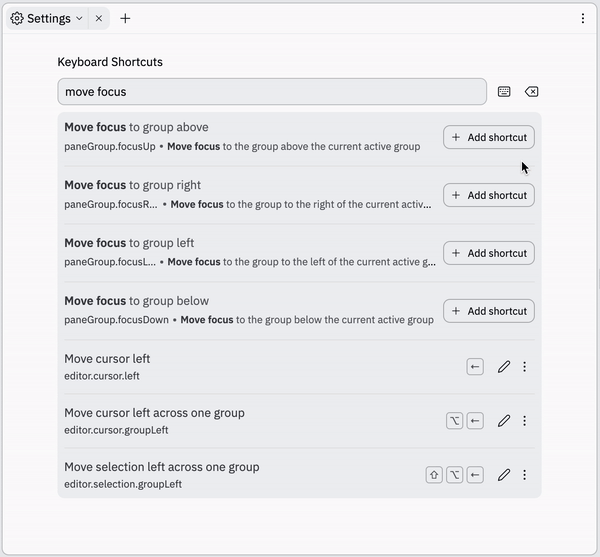 Settings
Keyboard Shortcuts
move focus
Move focus to group above
paneGroup.focusUp • Move focus to the group above the current active group
+ Add shortcut
Move focus to group right
paneGroup.focusR... • Move focus to the group to the right of the current activ...
+ Add shortcut
Move focus to group left
paneGroup.focusL... • Move focus to the group to the left of the current active g...
+ Add shortcut
Move focus to group below
paneGroup.focusDown • Move focus to the group below the current active group
+ Add shortcut
Move cursor left
editor.cursor.left
←
Move cursor left across one group
editor.cursor.groupLeft
⌥ ←
Move selection left across one group
editor.selection.groupLeft
⇧ ⌥ ←